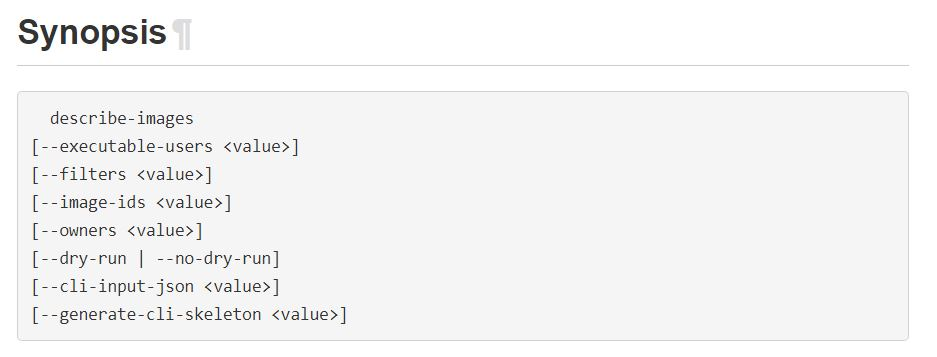 Synopsis¶
describe-images
[--executable-users <value>]
[--filters <value>]
[--image-ids <value>]
[--owners <value>]
[--dry-run | --no-dry-run]
[--cli-input-json <value>]
[--generate-cli-skeleton <value>]